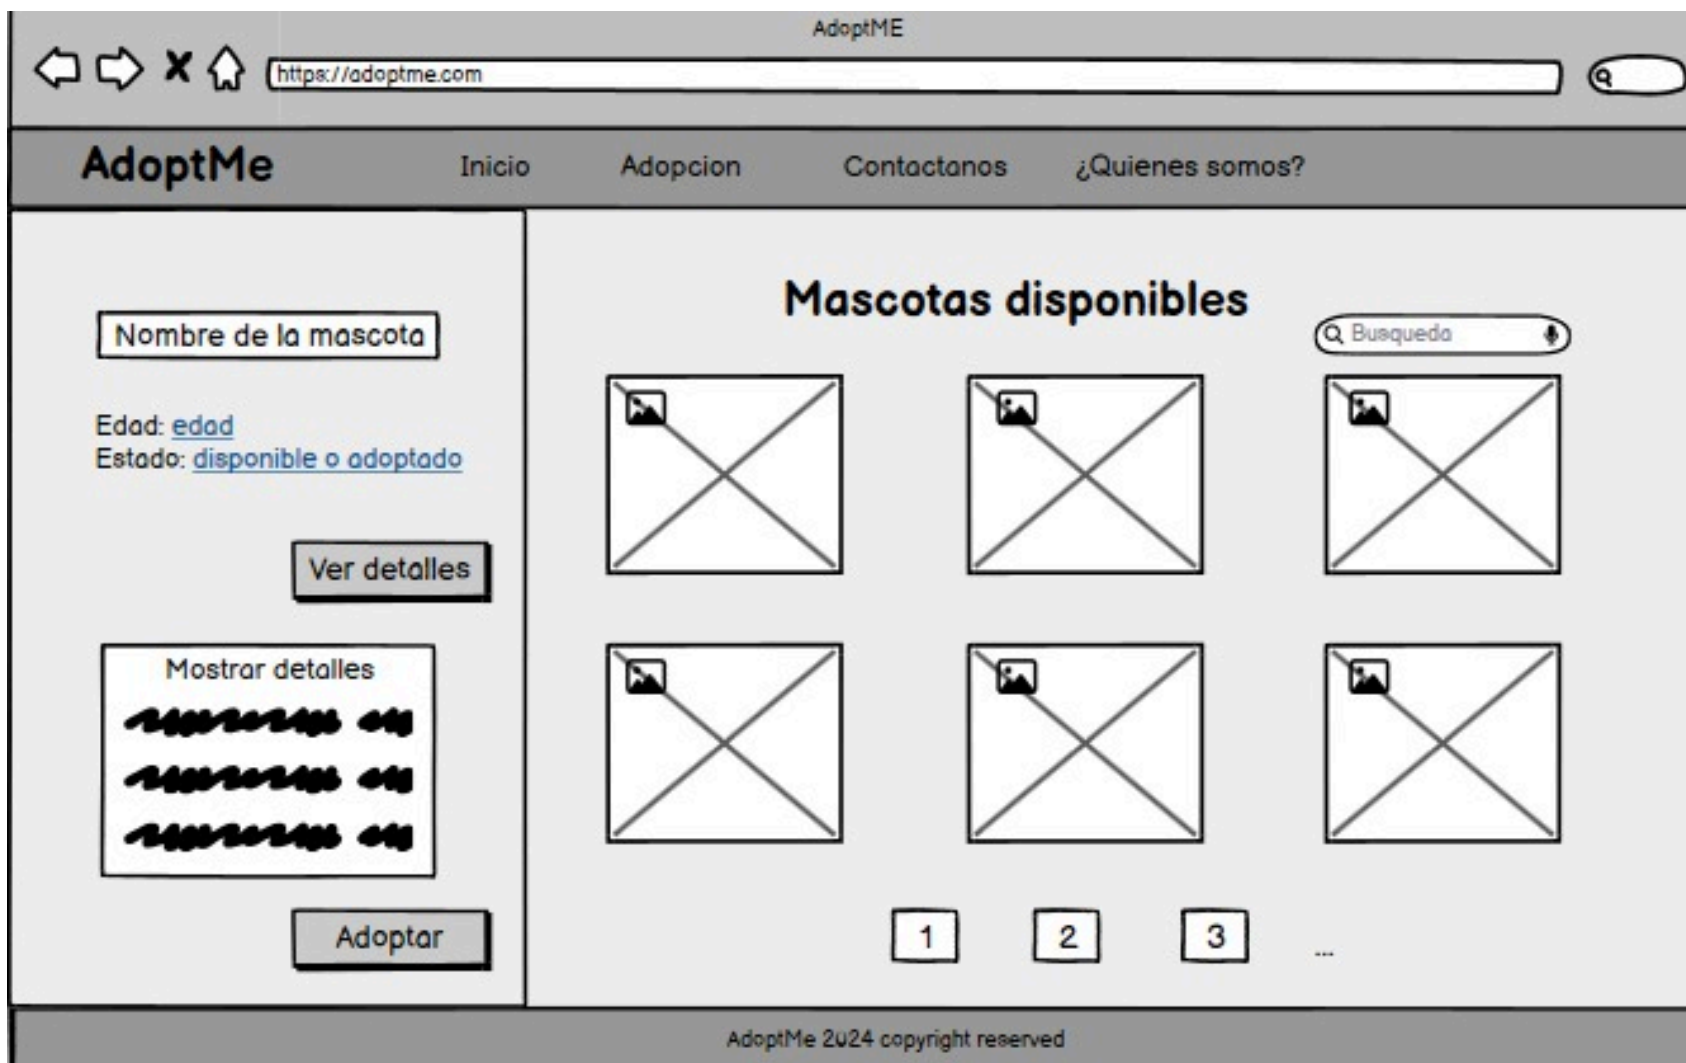 AdoptME
https://adoptme.com
AdoptMe Inicio Adopcion Contactanos ¿Quienes somos?
Nombre de la mascota
Edad: edad
Estado: disponible o adoptado
Ver detalles
Mostrar detalles
Adoptar
Mascotas disponibles
Busqueda
1 2 3 ...
AdoptMe 2024 copyright reserved